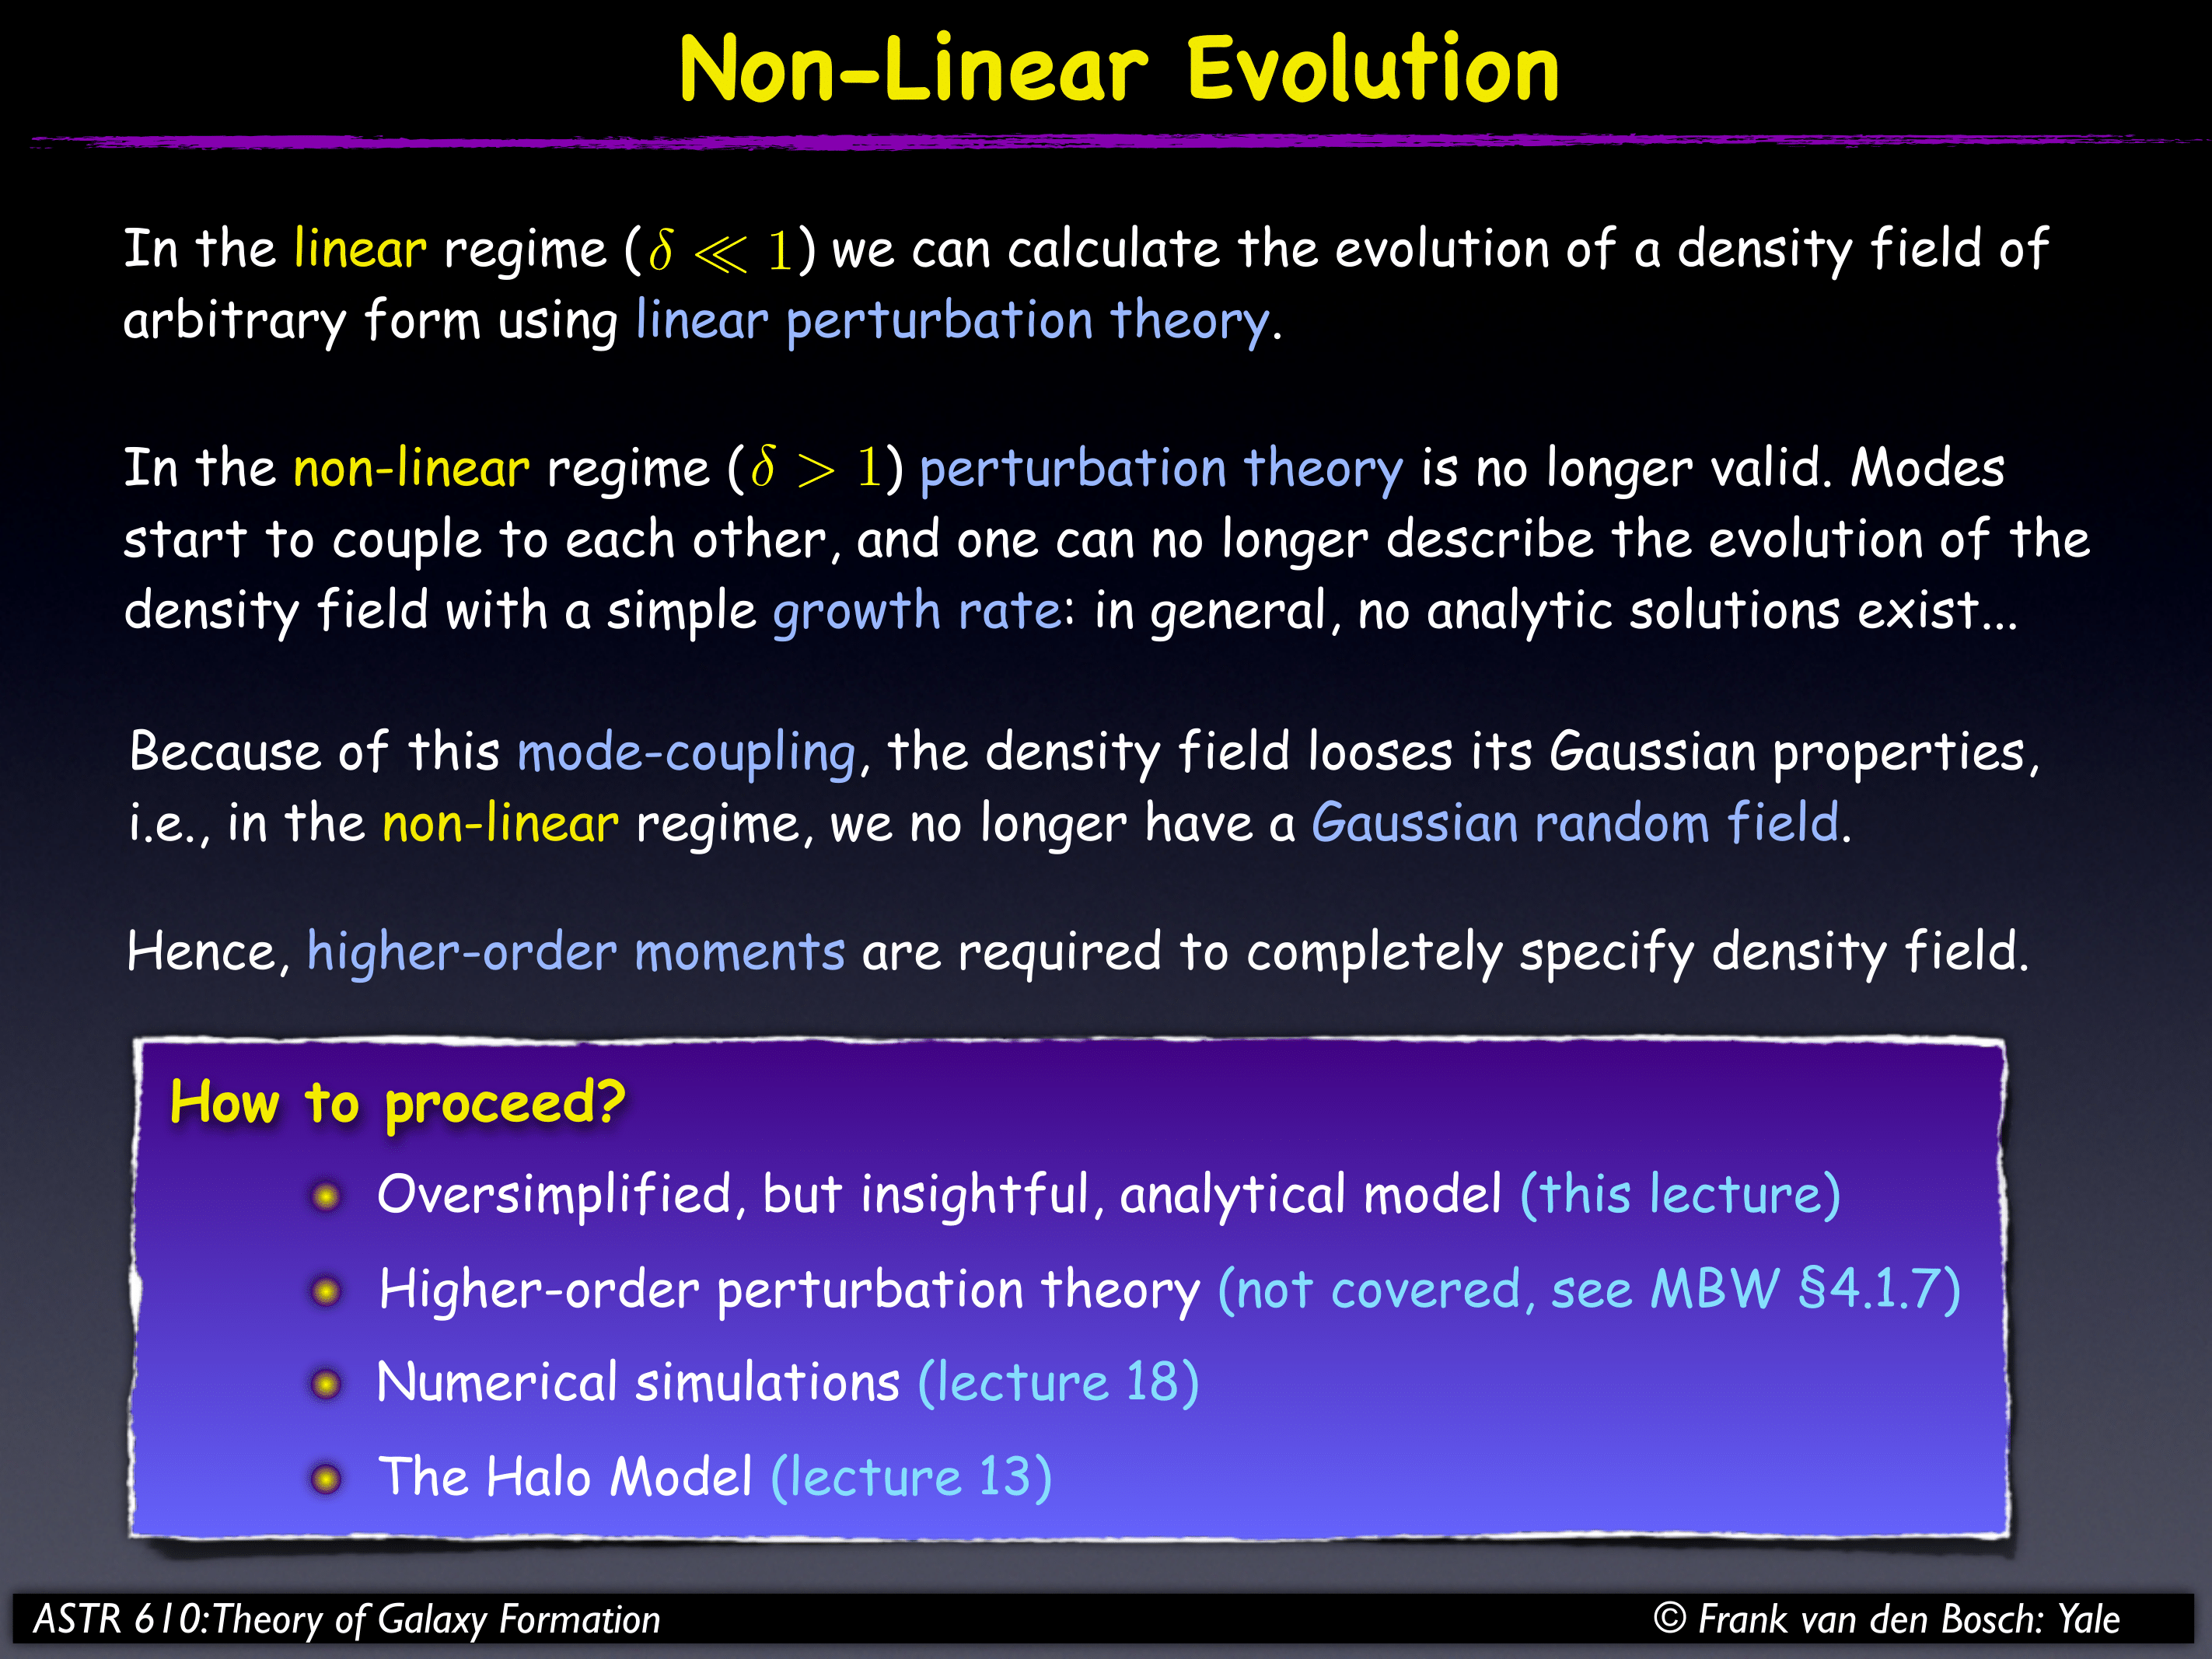 Non-Linear Evolution
In the linear regime (δ ≪ 1) we can calculate the evolution of a density field of
arbitrary form using linear perturbation theory.
In the non-linear regime (δ > 1) perturbation theory is no longer valid. Modes
start to couple to each other, and one can no longer describe the evolution of the
density field with a simple growth rate: in general, no analytic solutions exist...
Because of this mode-coupling, the density field looses its Gaussian properties,
i.e., in the non-linear regime, we no longer have a Gaussian random field.
Hence, higher-order moments are required to completely specify density field.
How to proceed?
Oversimplified, but insightful, analytical model (this lecture)
Higher-order perturbation theory (not covered, see MBW §4.1.7)
Numerical simulations (lecture 18)
The Halo Model (lecture 13)
ASTR 610:Theory of Galaxy Formation
© Frank van den Bosch: Yale